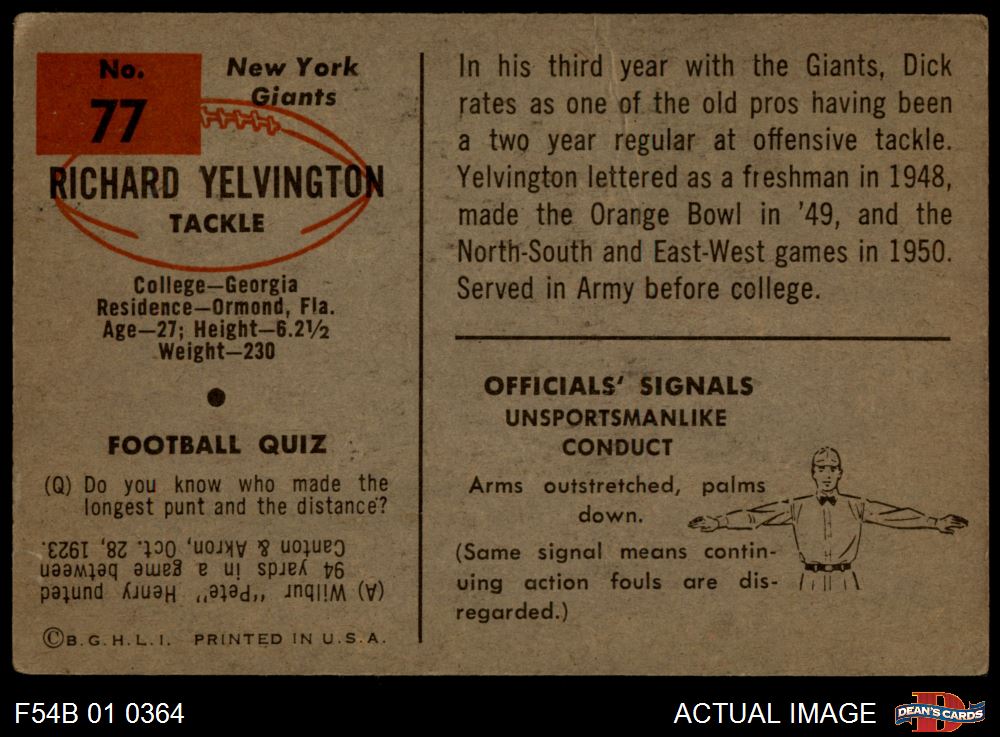 No.
77
New York
Giants
RICHARD YELVINGTON
TACKLE
College—Georgia
Residence—Ormond, Fla.
Age—27; Height—6.2½
Weight—230
FOOTBALL QUIZ
(Q) Do you know who made the
longest punt and the distance?
(A) Wilbur "Pete" Henry punted
94 yards in a game between
Canton & Akron, Oct. 28, 1923.
©B.G.H.L.I. PRINTED IN U.S.A.
In his third year with the Giants, Dick
rates as one of the old pros having been
a two year regular at offensive tackle.
Yelvington lettered as a freshman in 1948,
made the Orange Bowl in '49, and the
North-South and East-West games in 1950.
Served in Army before college.
OFFICIALS' SIGNALS
UNSPORTSMANLIKE
CONDUCT
Arms outstretched, palms
down.
(Same signal means contin-
uing action fouls are dis-
regarded.)
F54B 01 0364
ACTUAL IMAGE
DEAN'S CARDS